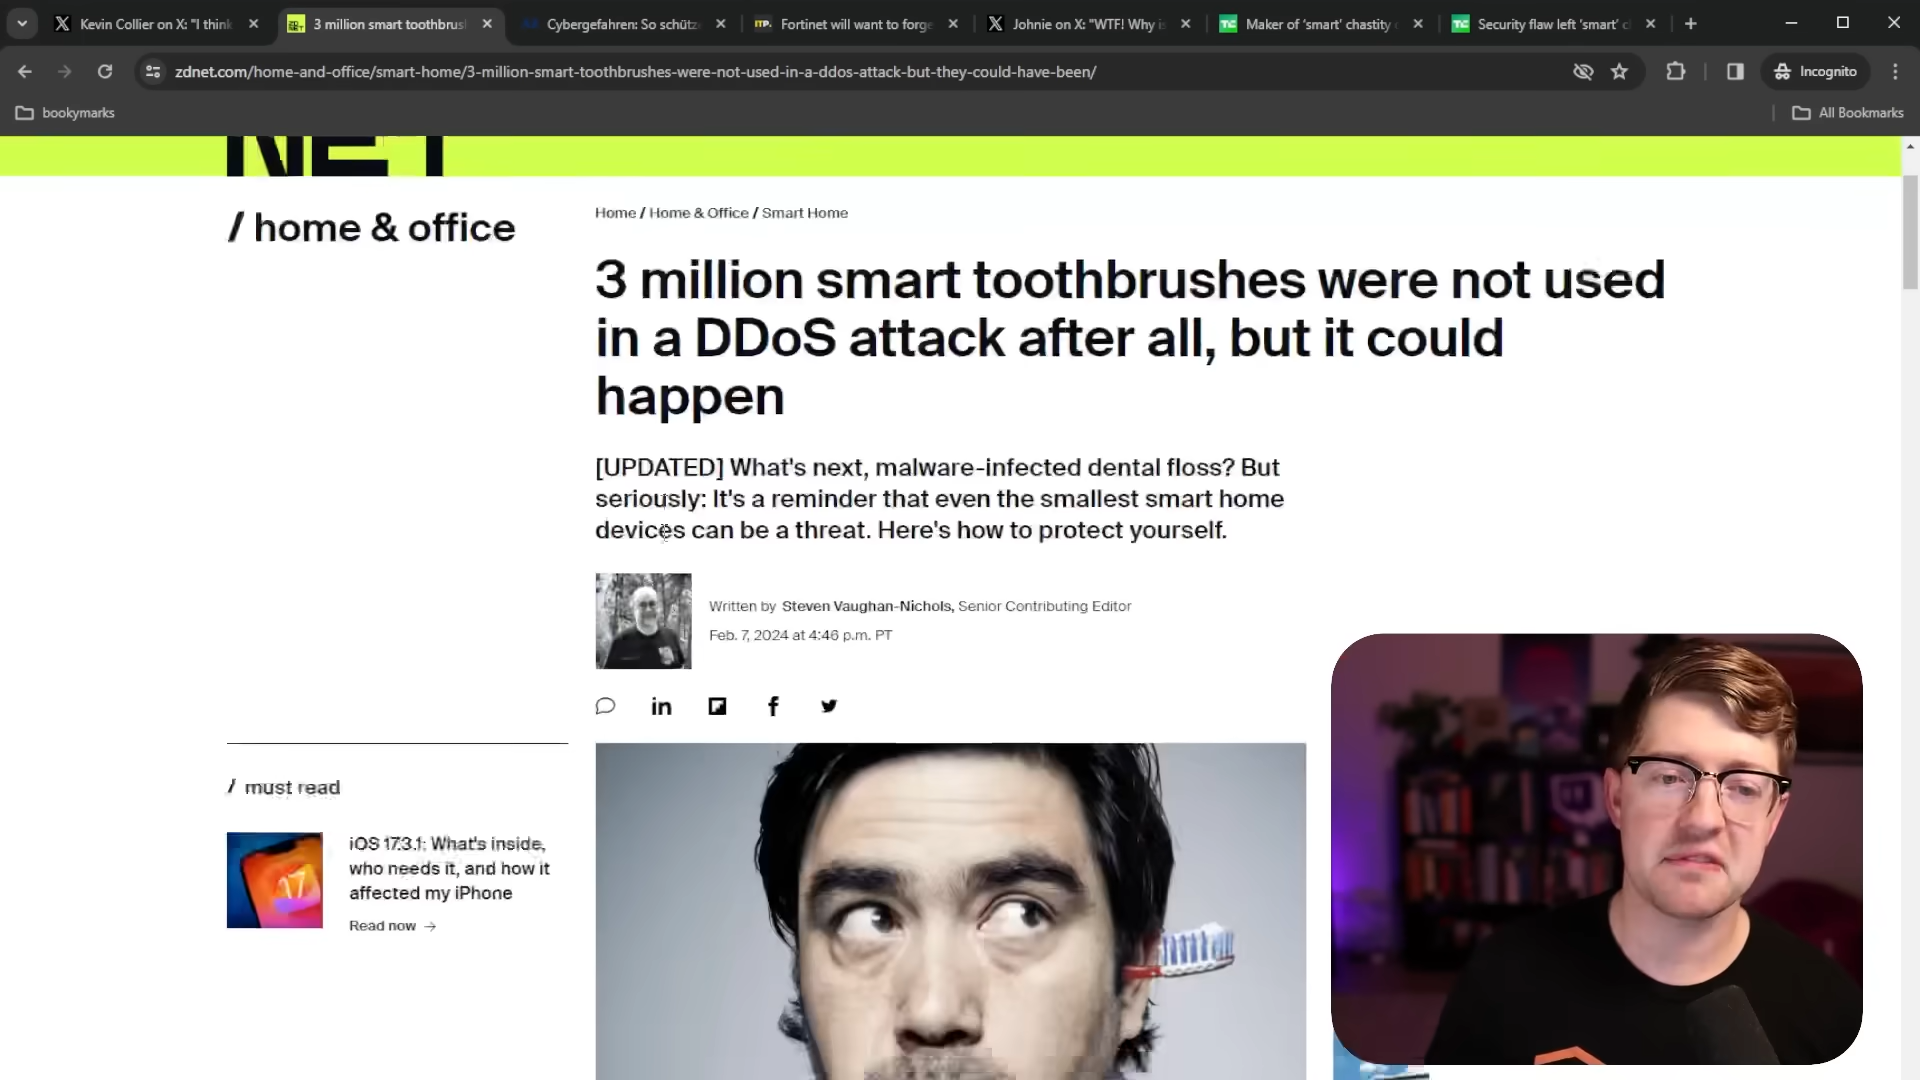 Kevin Collier on X: "I think
3 million smart toothbrus
Cybergefahren: So schütz
Fortinet will want to forge
Johnie on X: "WTF! Why i
Maker of 'smart' chastity
Security flaw left 'smart' c
zdnet.com/home-and-office/smart-home/3-million-smart-toothbrushes-were-not-used-in-a-ddos-attack-but-they-could-have-been/
Incognito
bookymarks
All Bookmarks
NET
/ home & office
Home / Home & Office / Smart Home
3 million smart toothbrushes were not used
in a DDoS attack after all, but it could
happen
[UPDATED] What's next, malware-infected dental floss? But
seriously: It's a reminder that even the smallest smart home
devices can be a threat. Here's how to protect yourself.
Written by Steven Vaughan-Nichols, Senior Contributing Editor
Feb. 7, 2024 at 4:46 p.m. PT
/ must read
iOS 17.3.1: What's inside,
who needs it, and how it
affected my iPhone
Read now →
17